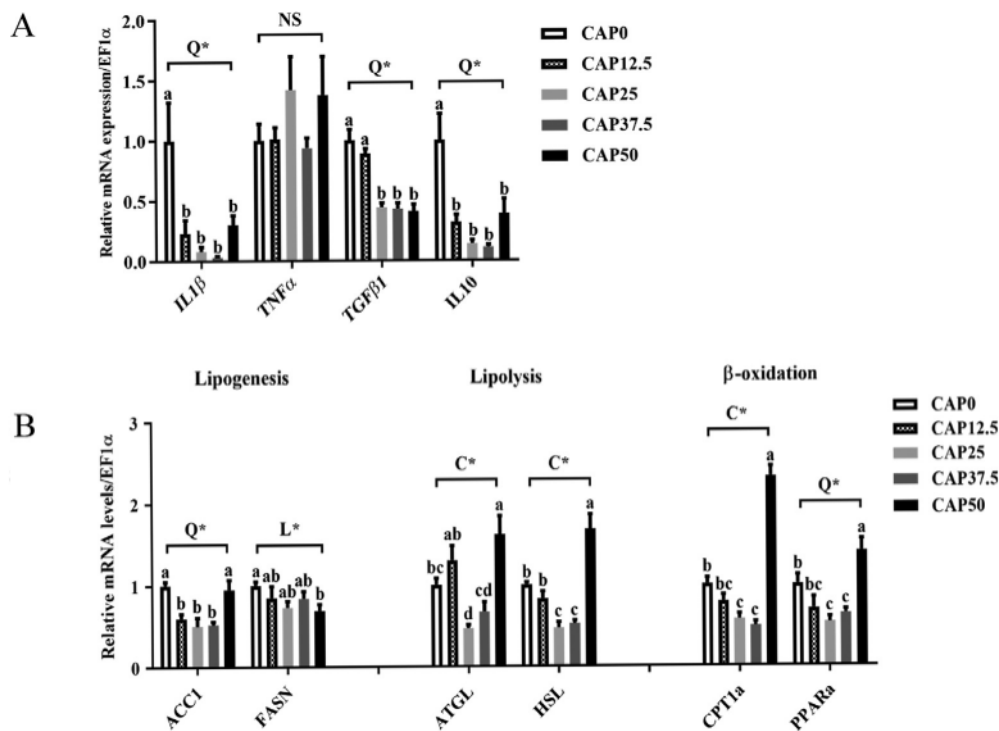 A
Relative mRNA expression/EF1α
2.0
1.5
1.0
0.5
0.0
Q*
NS
Q*
Q*
a
b
b
b
b
a
a
b
b
b
a
b
b
b
b
IL1β
TNFα
TGFβ1
IL10
CAP0
CAP12.5
CAP25
CAP37.5
CAP50
B
Lipogenesis
Lipolysis
β-oxidation
Relative mRNA levels/EF1α
3
2
1
0
Q*
L*
C*
C*
C*
Q*
a
b
b
b
a
a
ab
ab
ab
b
bc
ab
d
cd
a
b
b
c
c
a
b
bc
c
c
a
b
bc
c
c
a
ACC1
FASN
ATGL
HSL
CPT1a
PPARa
CAP0
CAP12.5
CAP25
CAP37.5
CAP50